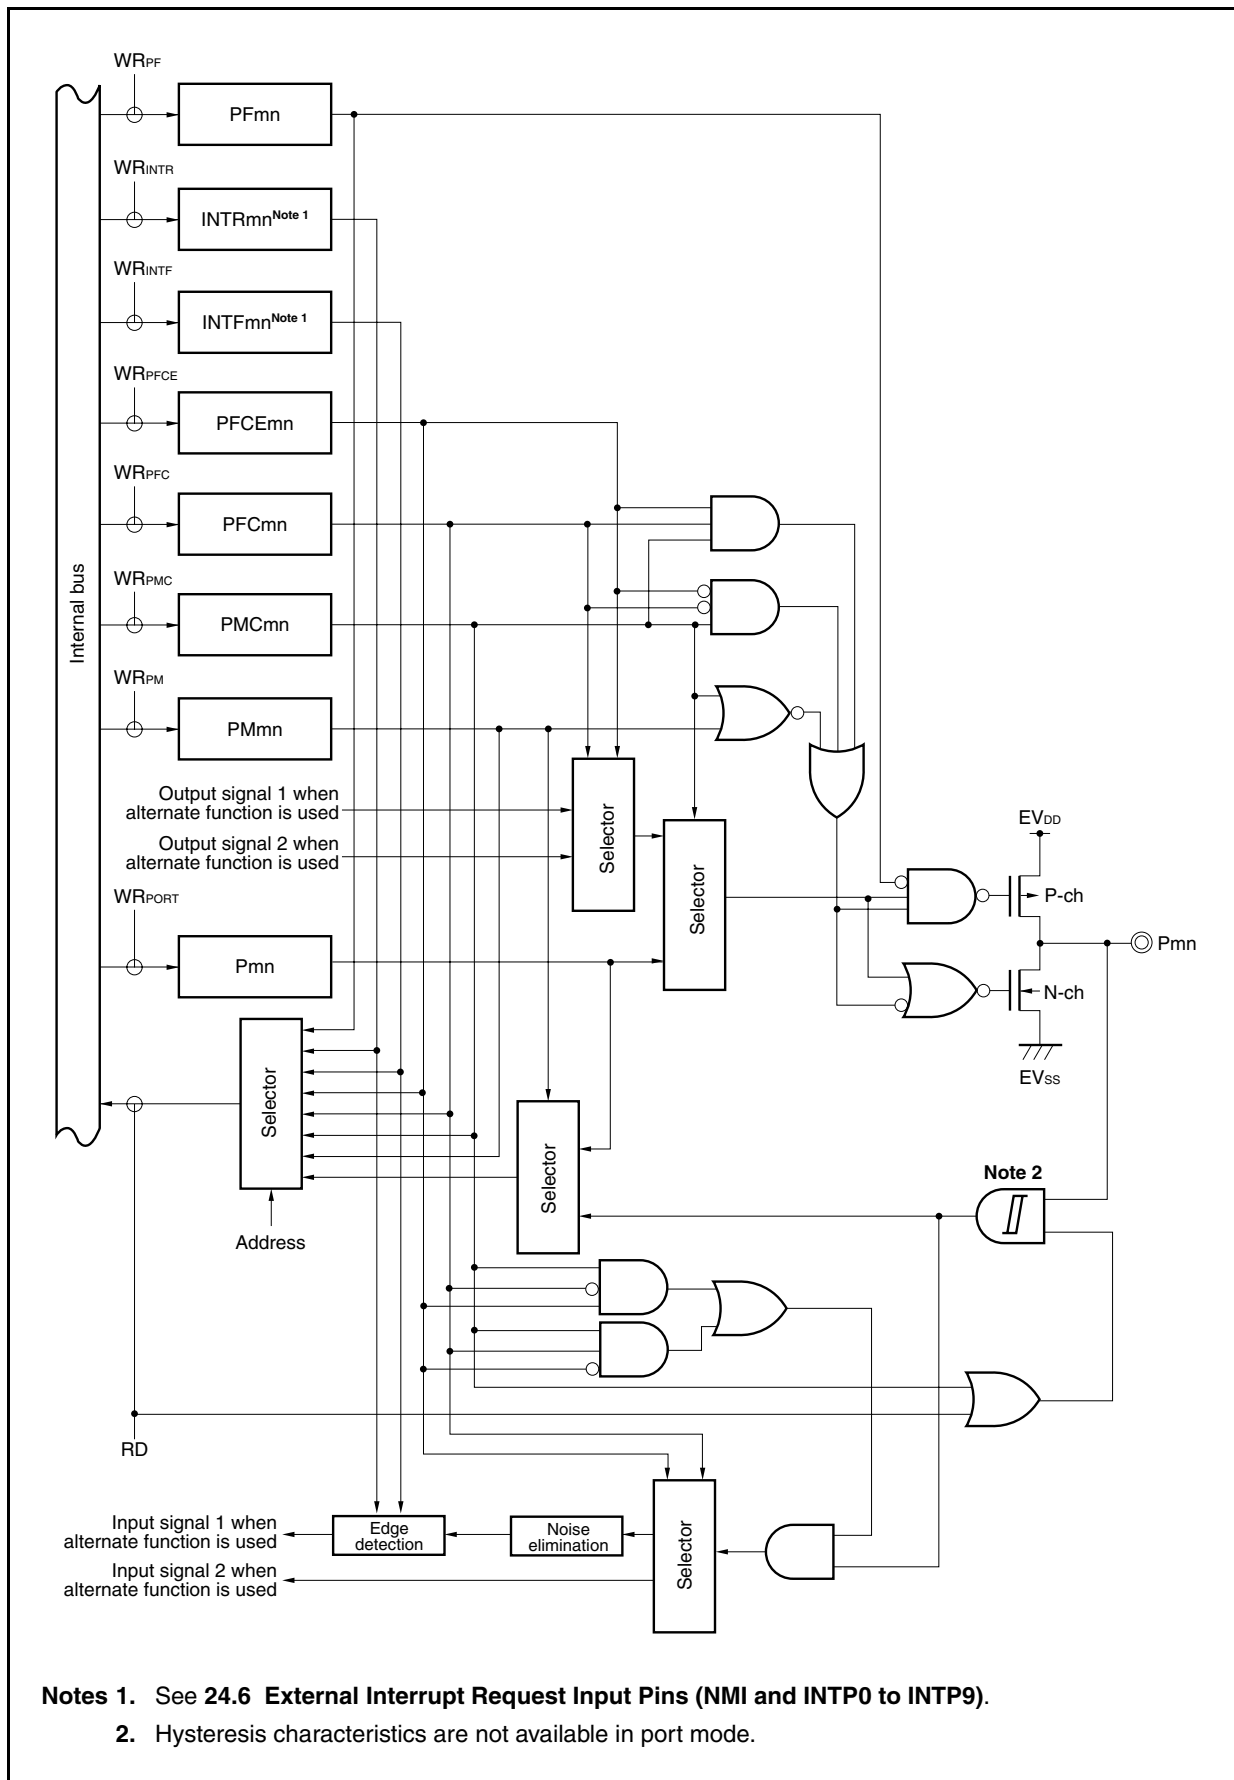 WRPF
PFmn
WRINTR
INTRmnNote 1
WRINTF
INTFmnNote 1
WRPFCE
PFCEmn
WRPFC
PFCmn
Internal bus
WRPMC
PMCmn
WRPM
PMmn
Output signal 1 when
alternate function is used
Output signal 2 when
alternate function is used
Selector
Selector
EVDD
P-ch
WRPORT
Pmn
Pmn
N-ch
EVSS
Selector
Selector
Address
Note 2
RD
Input signal 1 when
alternate function is used
Edge
detection
Noise
elimination
Selector
Input signal 2 when
alternate function is used
Notes 1. See 24.6 External Interrupt Request Input Pins (NMI and INTP0 to INTP9).
2. Hysteresis characteristics are not available in port mode.